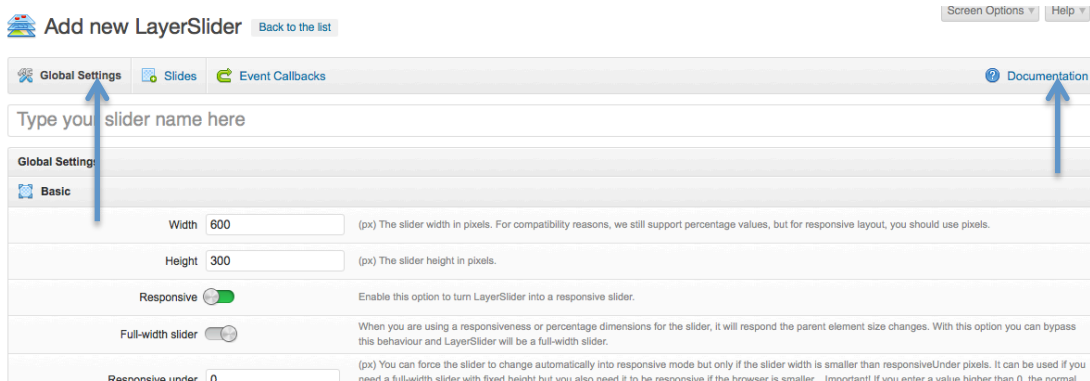 Screen Options Help
Add new LayerSlider Back to the list
Global Settings Slides Event Callbacks Documentation
Type your slider name here
Global Settings
Basic
Width 600 (px) The slider width in pixels. For compatibility reasons, we still support percentage values, but for responsive layout, you should use pixels.
Height 300 (px) The slider height in pixels.
Responsive Enable this option to turn LayerSlider into a responsive slider.
Full-width slider When you are using a responsiveness or percentage dimensions for the slider, it will respond the parent element size changes. With this option you can bypass
this behaviour and LayerSlider will be a full-width slider.
(px) You can force the slider to change automatically into responsive mode but only if the slider width is smaller than responsiveUnder pixels. It can be used if you
Responsive under 0 need a full-width slider with fixed height but you also need it to be responsive if the browser is smaller... Important! If you enter a value higher than 0, the normal